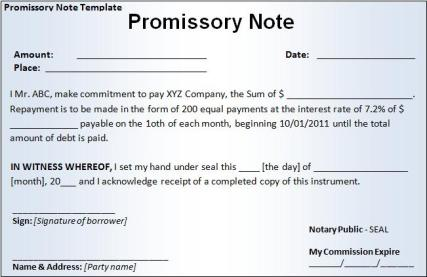 Promissory Note Template
Promissory Note
Amount: ____________________ Date: ____________________
Place: ____________________
I Mr. ABC, make commitment to pay XYZ Company, the Sum of $ ____________________.
Repayment is to be made in the form of 200 equal payments at the interest rate of 7.2% of $
______________ payable on the 1oth of each month, beginning 10/01/2011 until the total
amount of debt is paid.
IN WITNESS WHEREOF, I set my hand under seal this ____ [the day] of ____________________
[month], 20___ and I acknowledge receipt of a completed copy of this instrument.
____________________
Sign: [Signature of borrower]
Notary Public - SEAL
My Commission Expire
______/______/______
______________________________
Name & Address: [Party name]